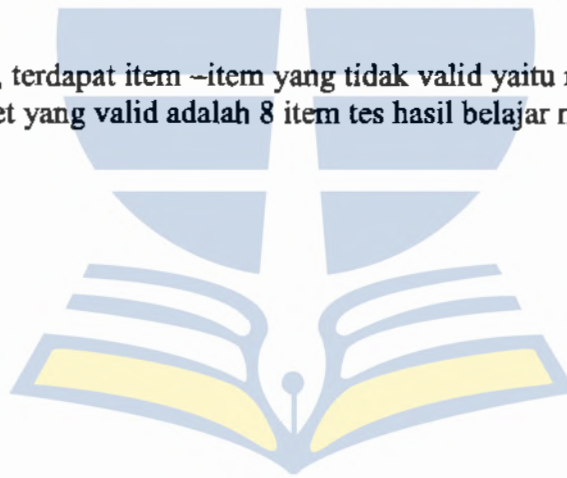 , terdapat item –item yang tidak valid yaitu
et yang valid adalah 8 item tes hasil belajar